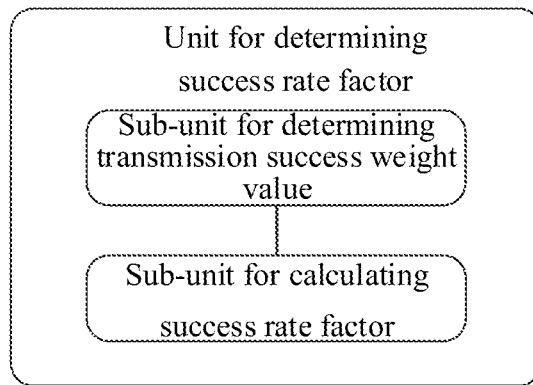 Unit for determining
success rate factor
Sub-unit for determining
transmission success weight
value
Sub-unit for calculating
success rate factor